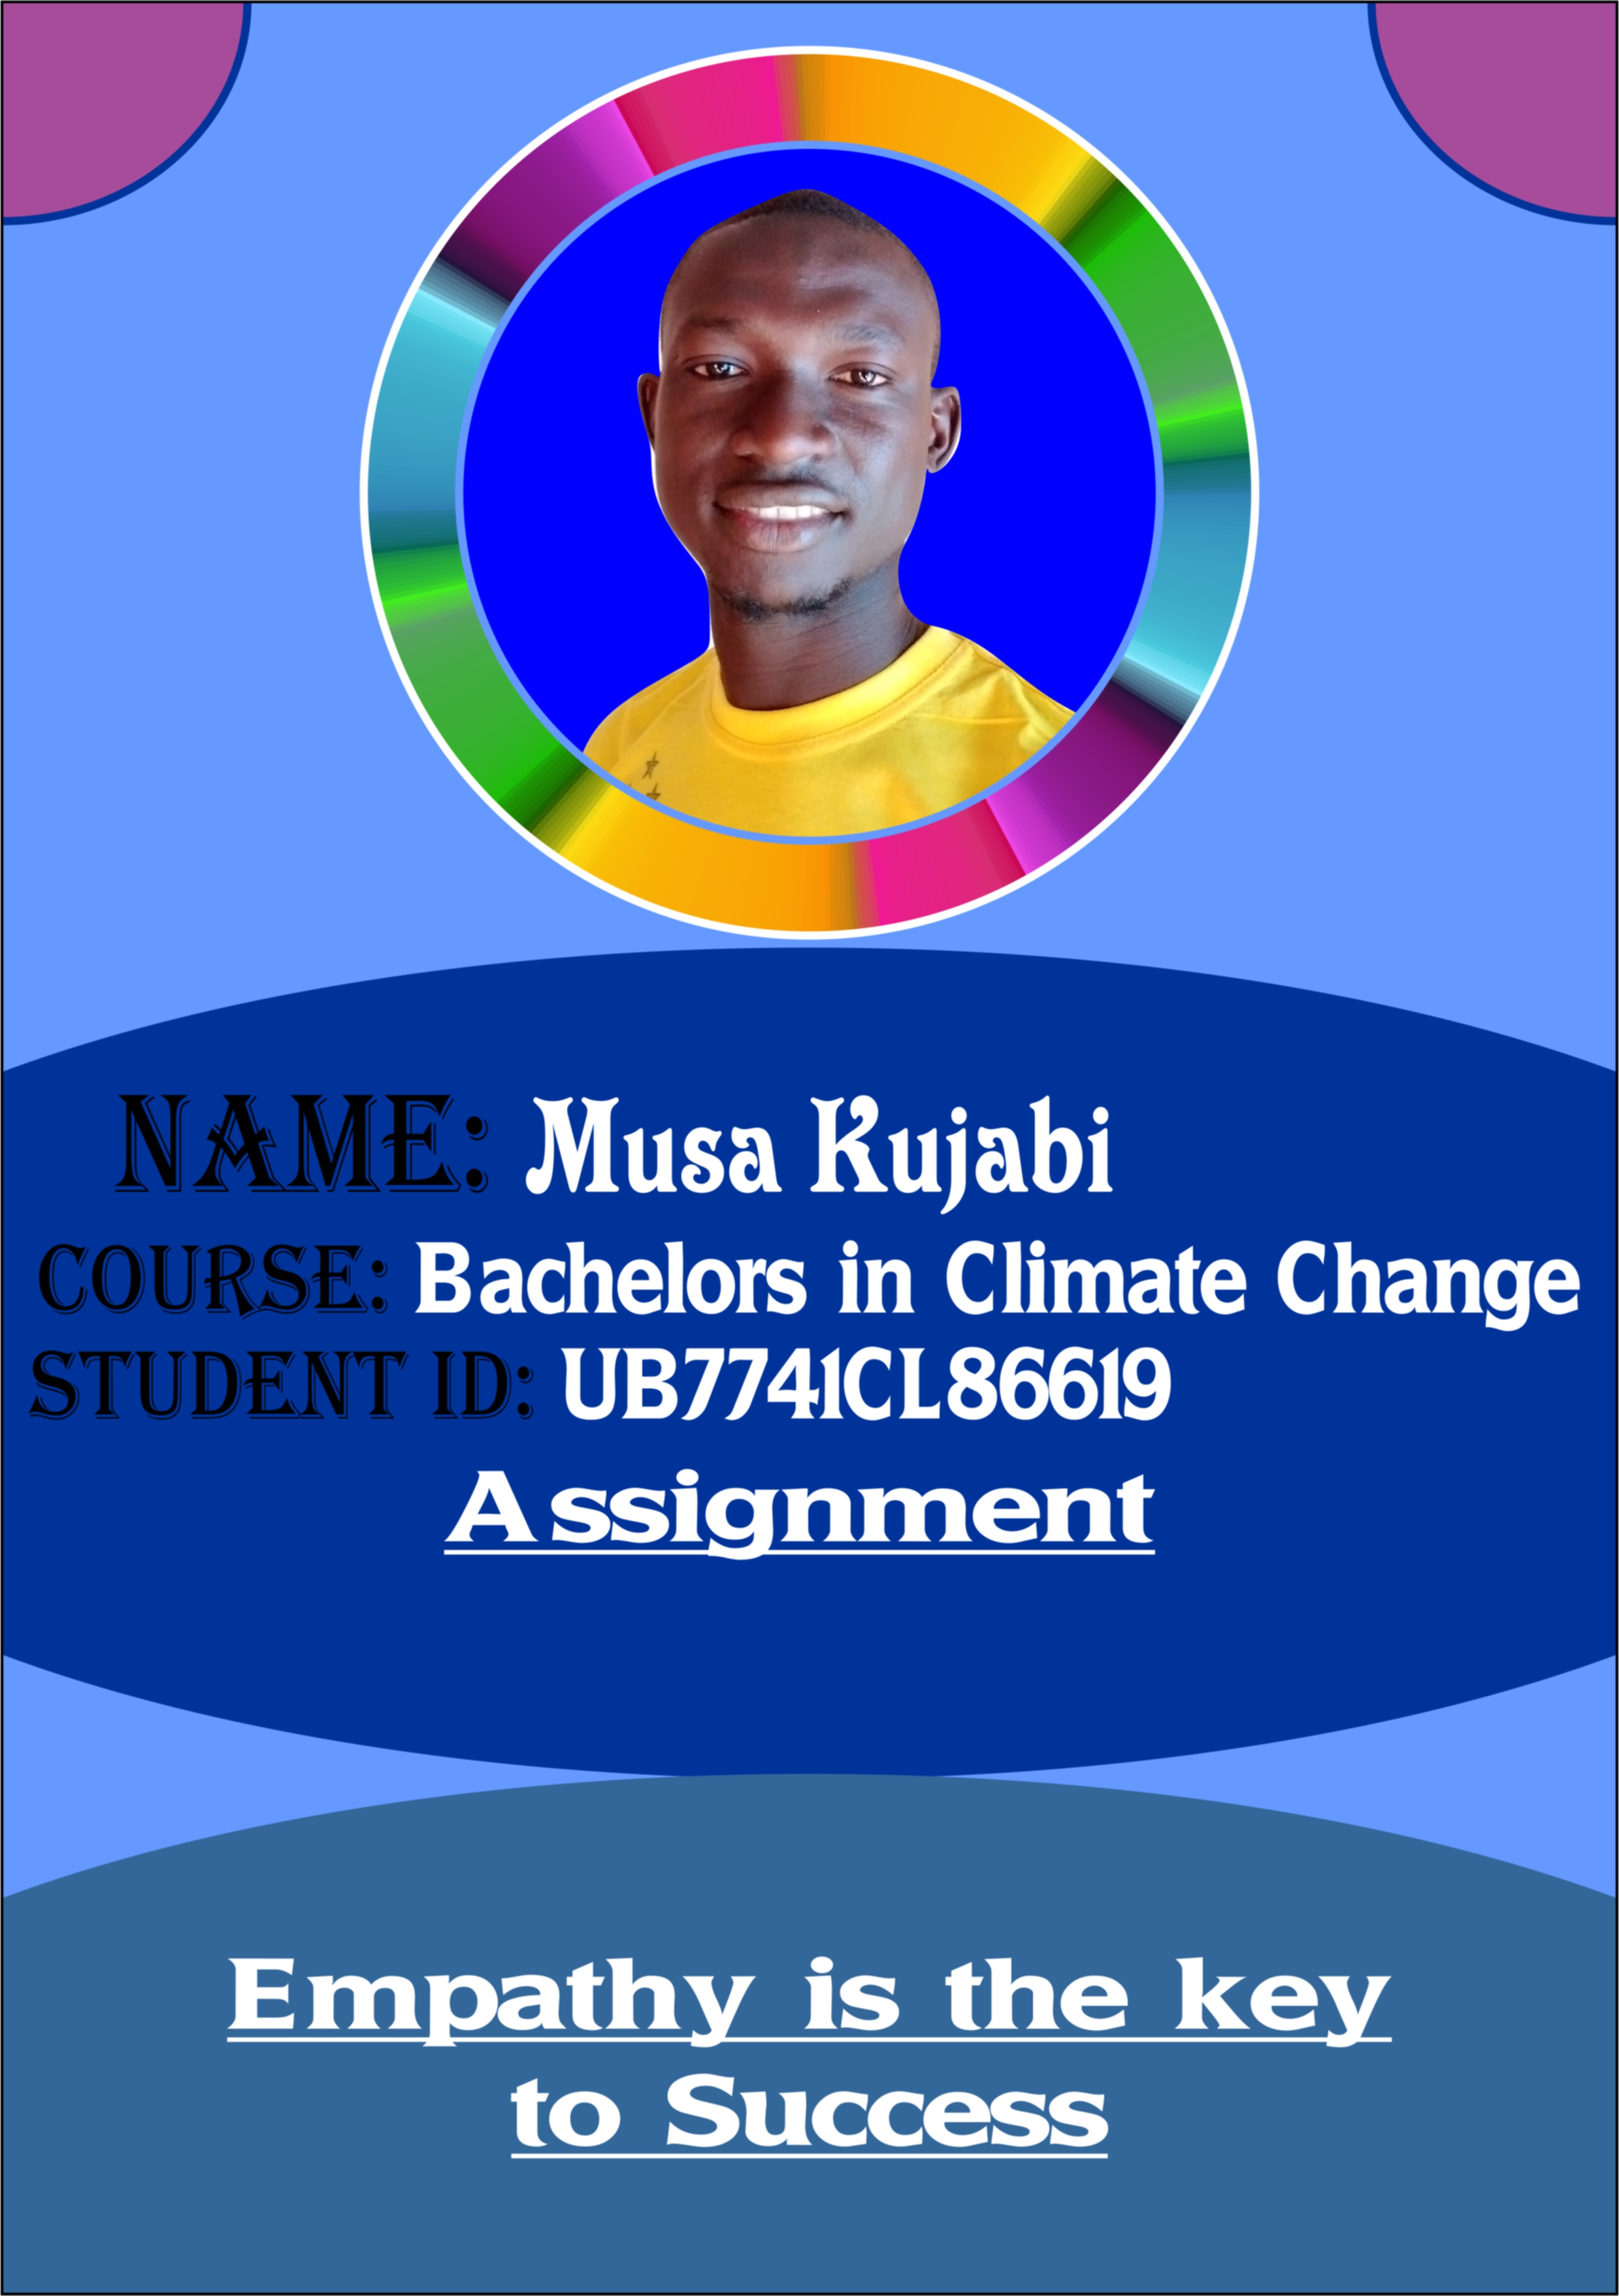 NAME: Musa Kujabi
COURSE: Bachelors in Climate Change
STUDENT ID: UB7741CL86619
Assignment
Empathy is the key
to Success